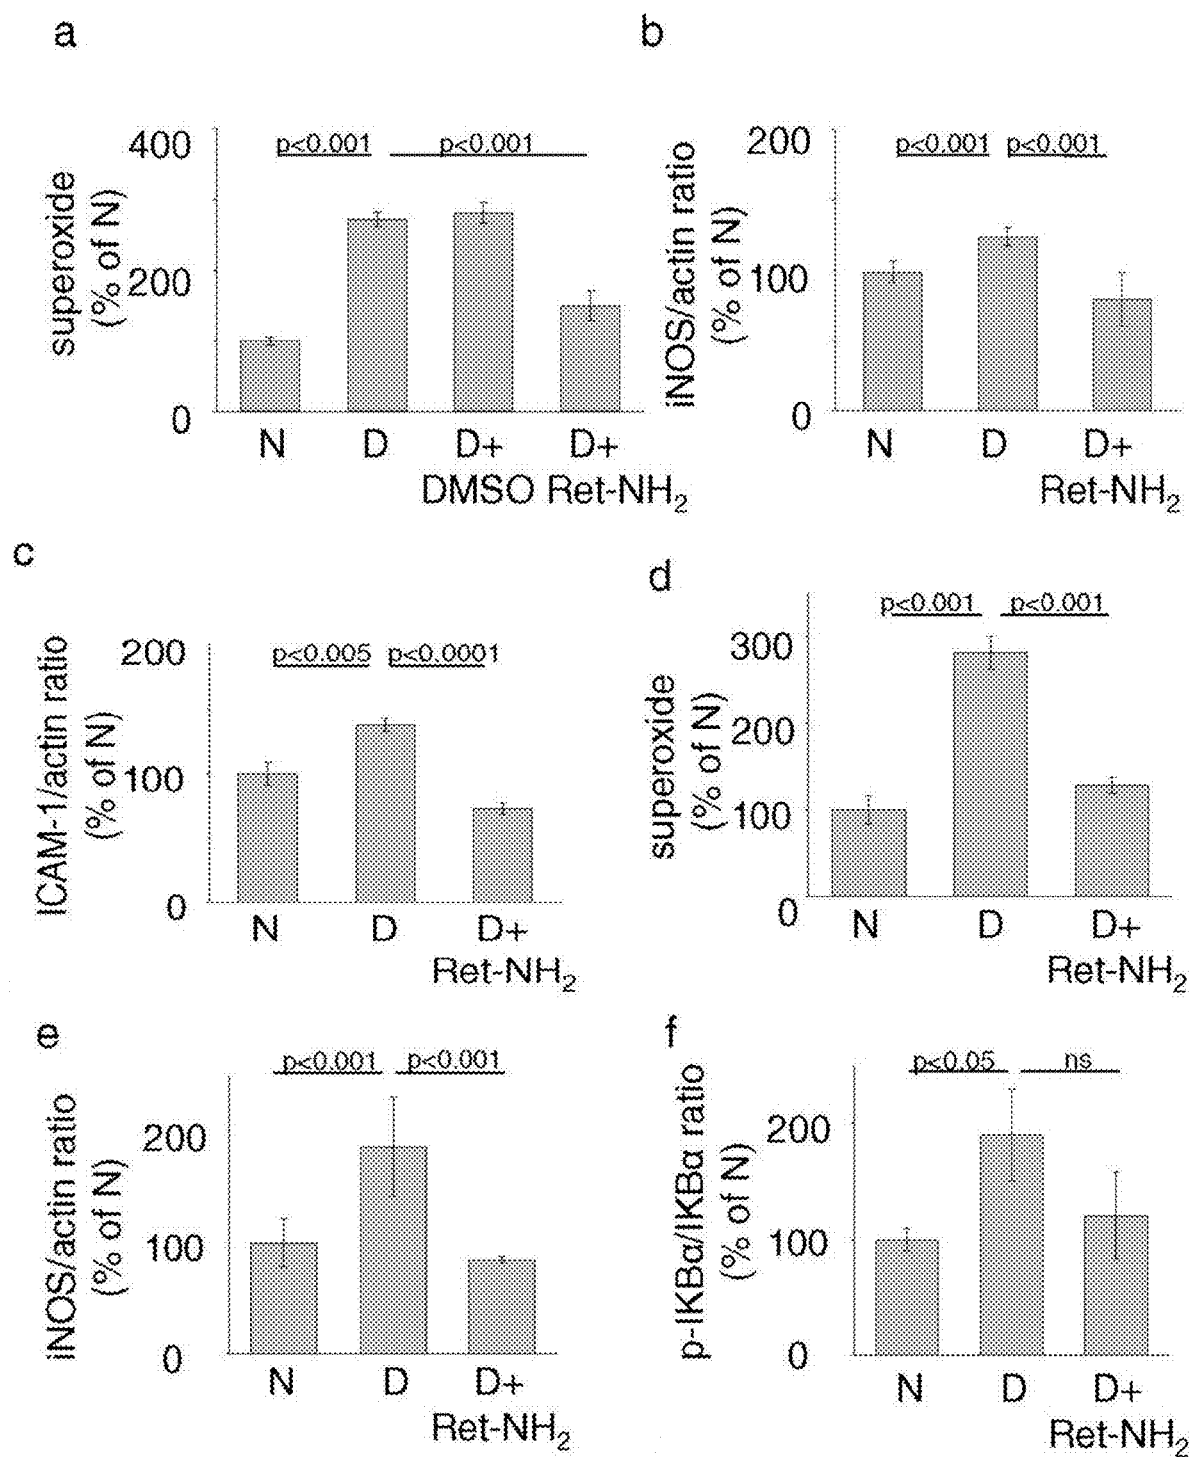 a
superoxide
(% of N)
400
200
0
p<0.001
p<0.001
N D D+ D+
DMSO Ret-NH₂
b
iNOS/actin ratio
(% of N)
200
100
0
p<0.001
p<0.001
N D D+
Ret-NH₂
c
ICAM-1/actin ratio
(% of N)
200
100
0
p<0.005
p<0.0001
N D D+
Ret-NH₂
d
superoxide
(% of N)
300
200
100
0
p<0.001
p<0.001
N D D+
Ret-NH₂
e
iNOS/actin ratio
(% of N)
200
100
0
p<0.001
p<0.001
N D D+
Ret-NH₂
f
p-IKBα/IKBα ratio
(% of N)
200
100
0
p<0.05
ns
N D D+
Ret-NH₂